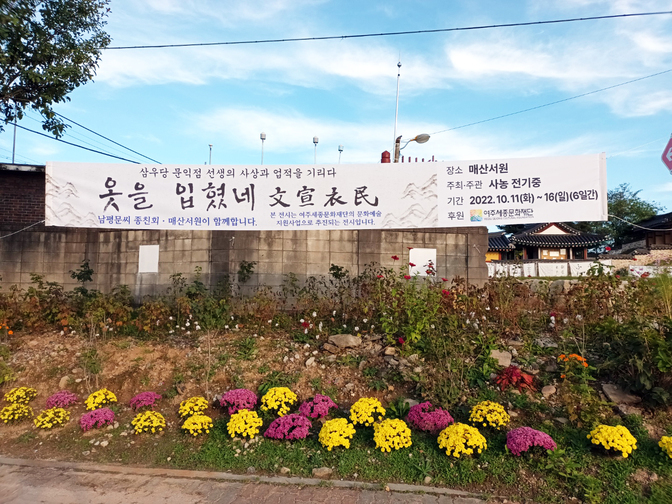 삼우당 문익점 선생의 사상과 업적을 기리다
옷을 입혔네 文宣衣民
남평문씨 종친회 · 매산서원이 함께합니다.
본 전시는 여주세종문화재단의 문화예술
지원사업으로 추진되는 전시입니다.
장소 매산서원
주최·주관 사농 전기중
기간 2022. 10. 11(화) ~ 16(일)(6일간)
후원 여주세종문화재단